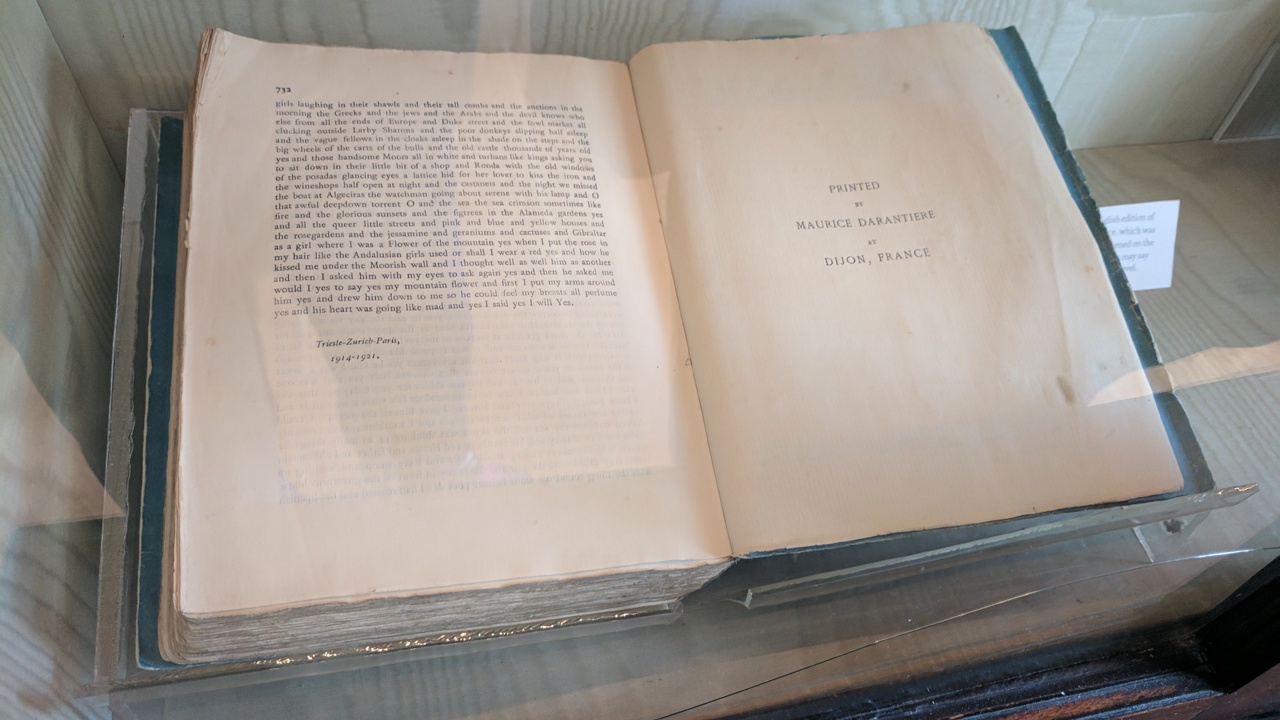 732
girls laughing in their shawls and their tall combs and the auctions in the
morning the Greeks and the jews and the Arabs and the devil knows who
else from all the ends of Europe and Duke street and the fowl market all
clucking outside Larby Sharons and the poor donkeys slipping half asleep
and the vague fellows in the cloaks asleep in the shade on the steps and the
big wheels of the carts of the bulls and the old castle thousands of years old
yes and those handsome Moors all in white and turbans like kings asking you
to sit down in their little bit of a shop and Ronda with the old windows
of the posadas glancing eyes a lattice hid for her lover to kiss the iron and
the wineshops half open at night and the castanets and the night we missed
the boat at Algeciras the watchman going about serene with his lamp and O
that awful deepdown torrent O and the sea the sea crimson sometimes like
fire and the glorious sunsets and the figtrees in the Alameda gardens yes
and all the queer little streets and pink and blue and yellow houses and
the rosegardens and the jessamine and geraniums and cactuses and Gibraltar
as a girl where I was a Flower of the mountain yes when I put the rose in
my hair like the Andalusian girls used or shall I wear a red yes and how he
kissed me under the Moorish wall and I thought well as well him as another
and then I asked him with my eyes to ask again yes and then he asked me
would I yes to say yes my mountain flower and first I put my arms around
him yes and drew him down to me so he could feel my breasts all perfume
yes and his heart was going like mad and yes I said yes I will Yes.
Trieste-Zurich-Paris,
1914-1921.
PRINTED
BY
MAURICE DARANTIERE
AT
DIJON, FRANCE
edition of
which was
on the
may say